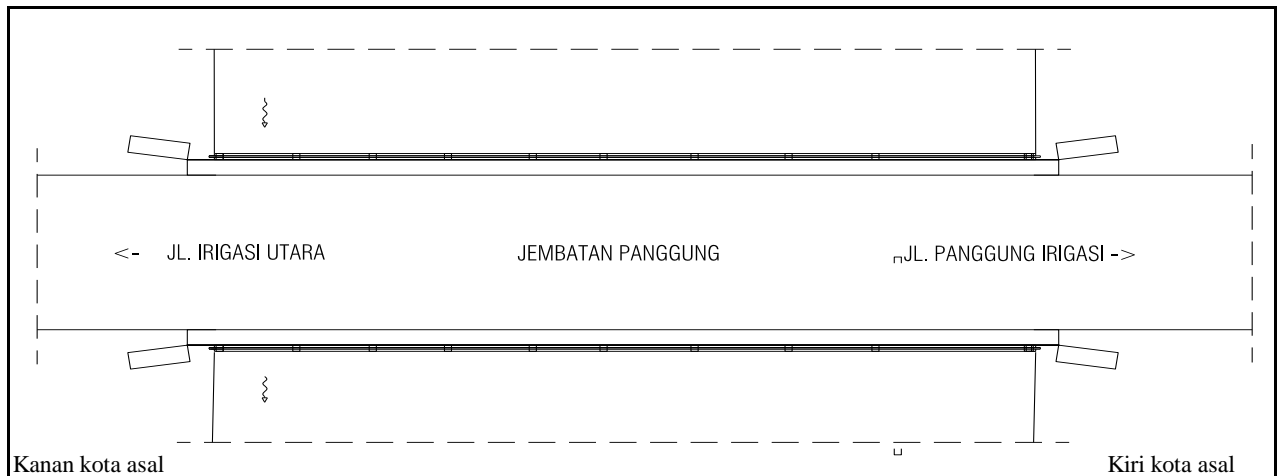 <- JL. IRIGASI UTARA JEMBATAN PANGGUNG JL. PANGGUNG IRIGASI ->
Kanan kota asal Kiri kota asal